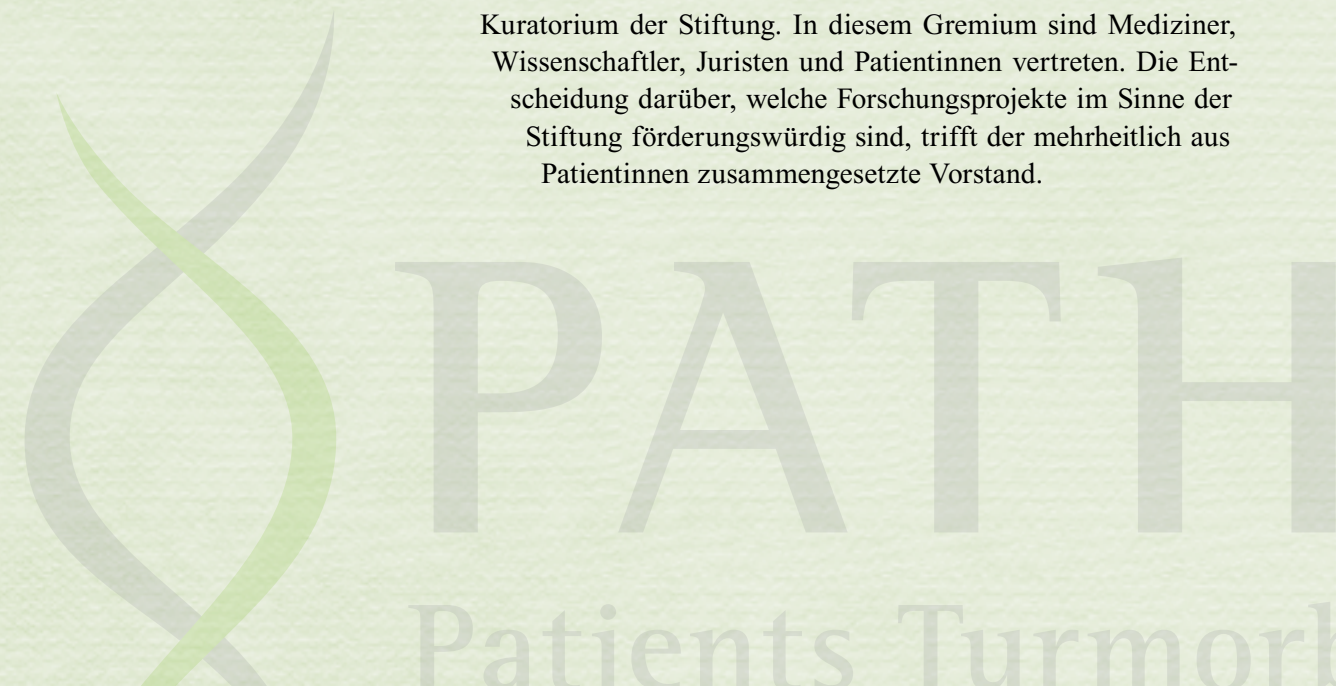 Kuratorium der Stiftung. In diesem Gremium sind Mediziner,
Wissenschaftler, Juristen und Patientinnen vertreten. Die Ent-
scheidung darüber, welche Forschungsprojekte im Sinne der
Stiftung förderungswürdig sind, trifft der mehrheitlich aus
Patientinnen zusammengesetzte Vorstand.
PATH
Patients Turmor